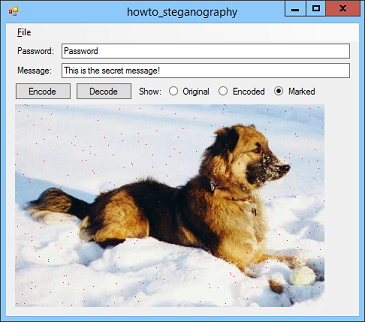 howto_steganography
File
Password: Password
Message: This is the secret message!
Encode Decode Show: Original Encoded Marked